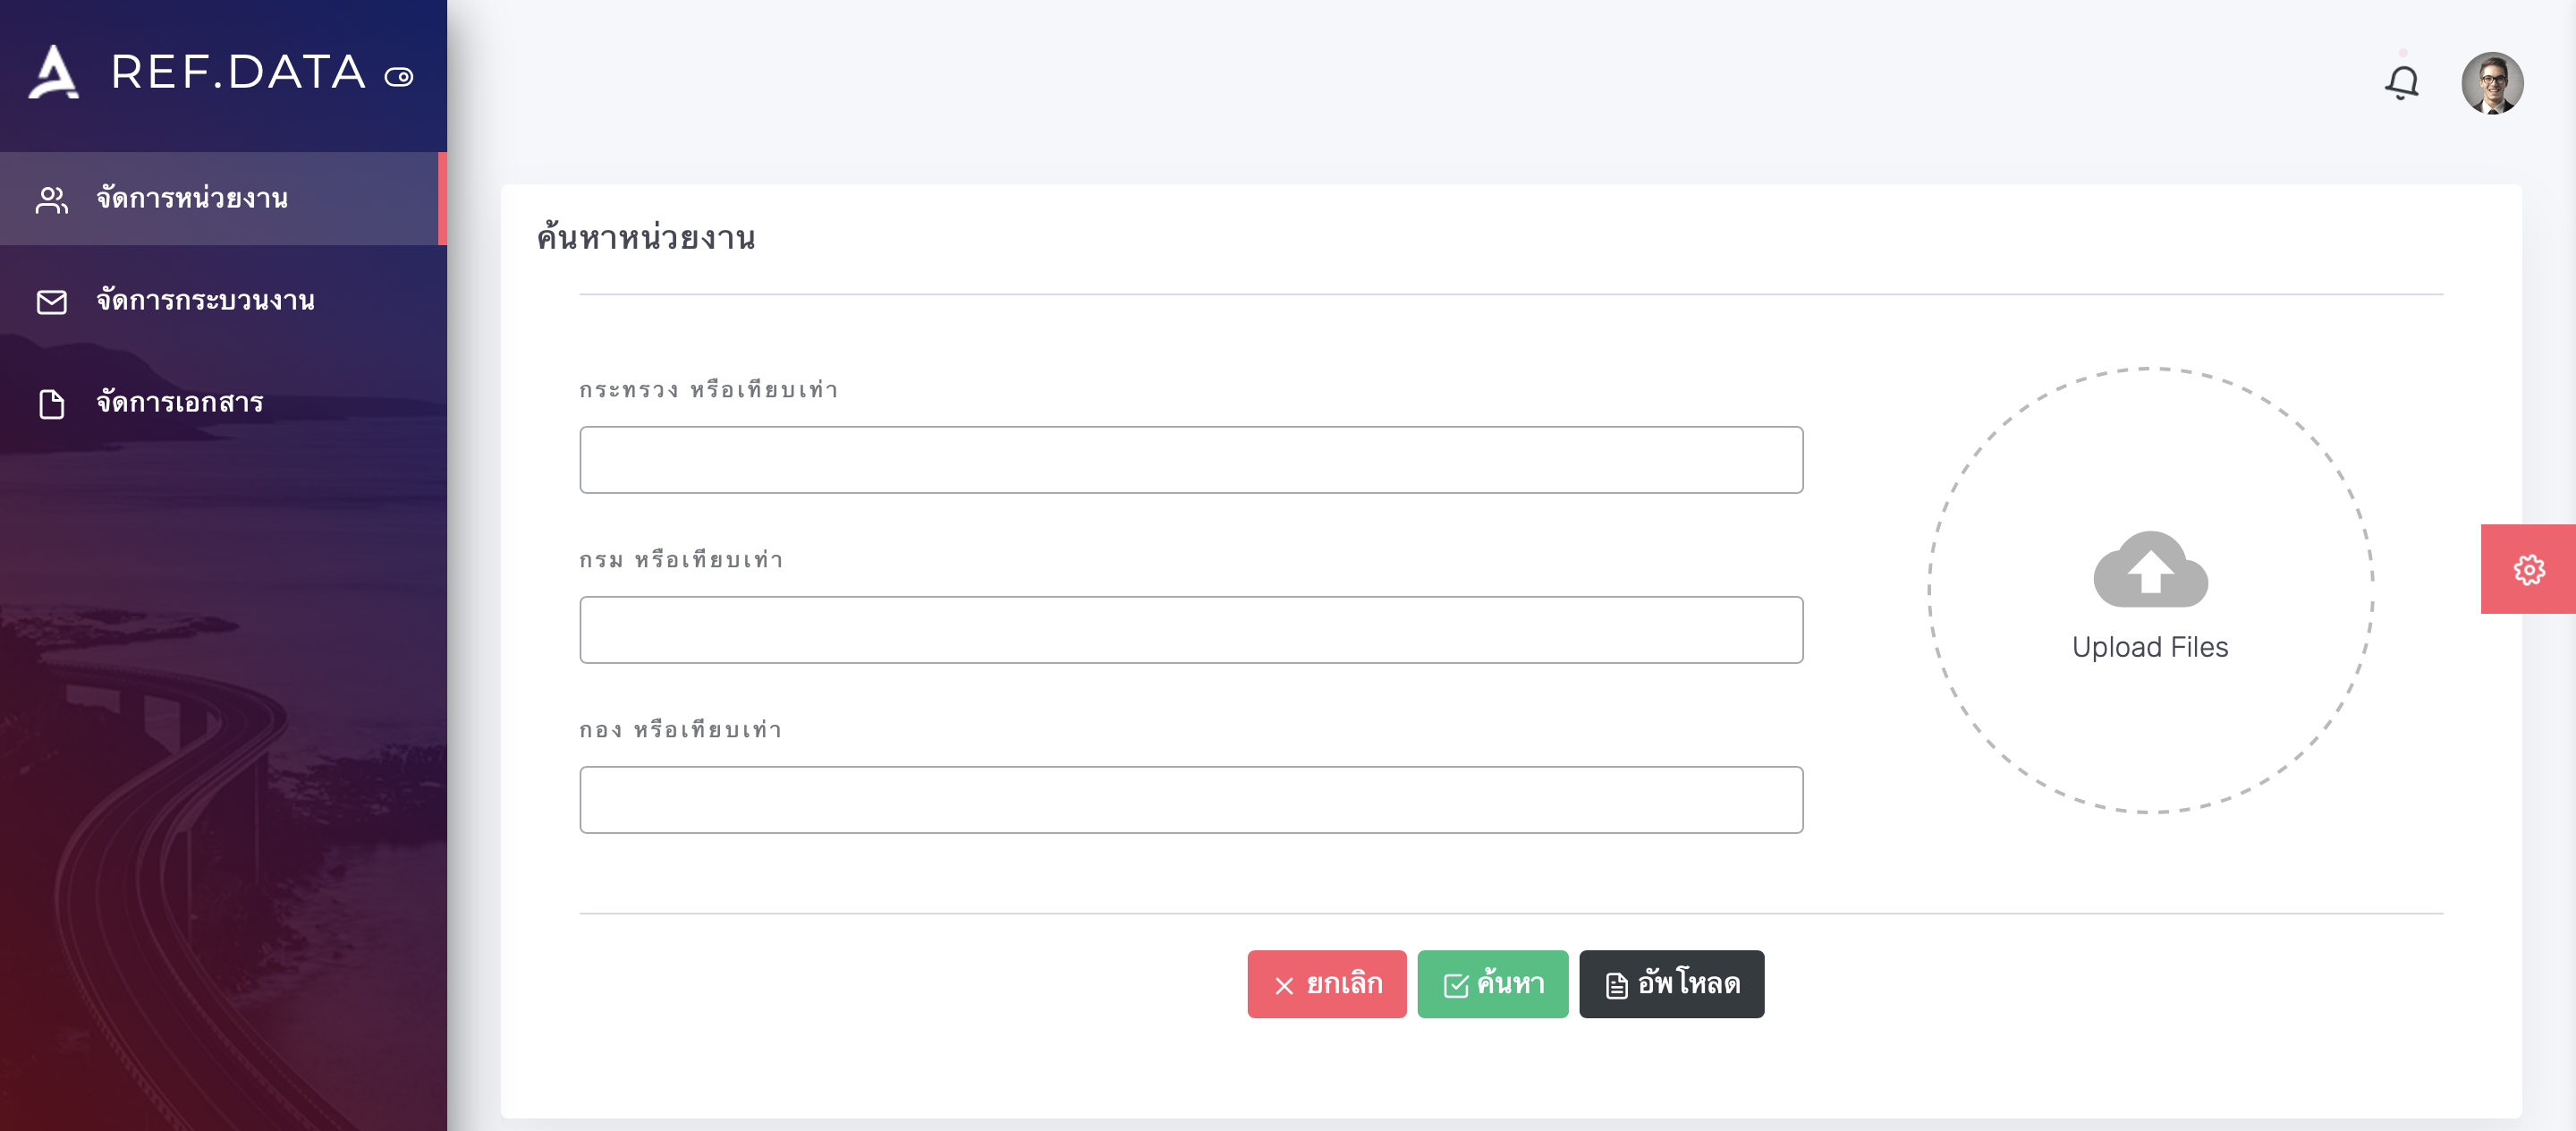 REF.DATA
จัดการหน่วยงาน
จัดการกระบวนงาน
จัดการเอกสาร
ค้นหาหน่วยงาน
กระทรวง หรือเทียบเท่า
กรม หรือเทียบเท่า
กอง หรือเทียบเท่า
Upload Files
ยกเลิก
ค้นหา
อัพโหลด